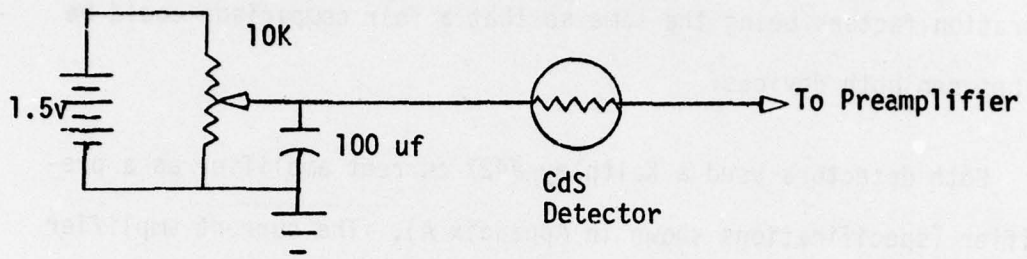 10K
1.5v
To Preamplifier
100 uf
CdS
Detector